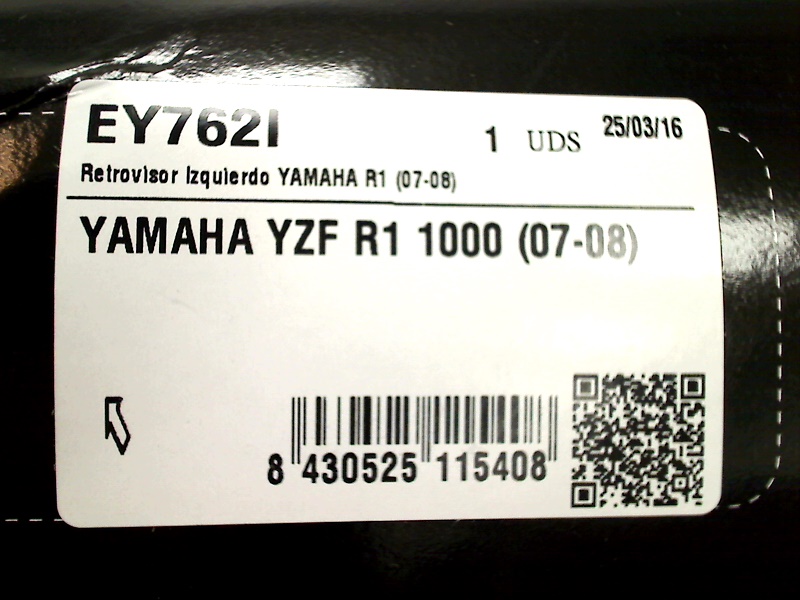 EY762I
1 UDS 25/03/16
Retrovisor Izquierdo YAMAHA R1 (07-08)
YAMAHA YZF R1 1000 (07-08)
8 430525 115408